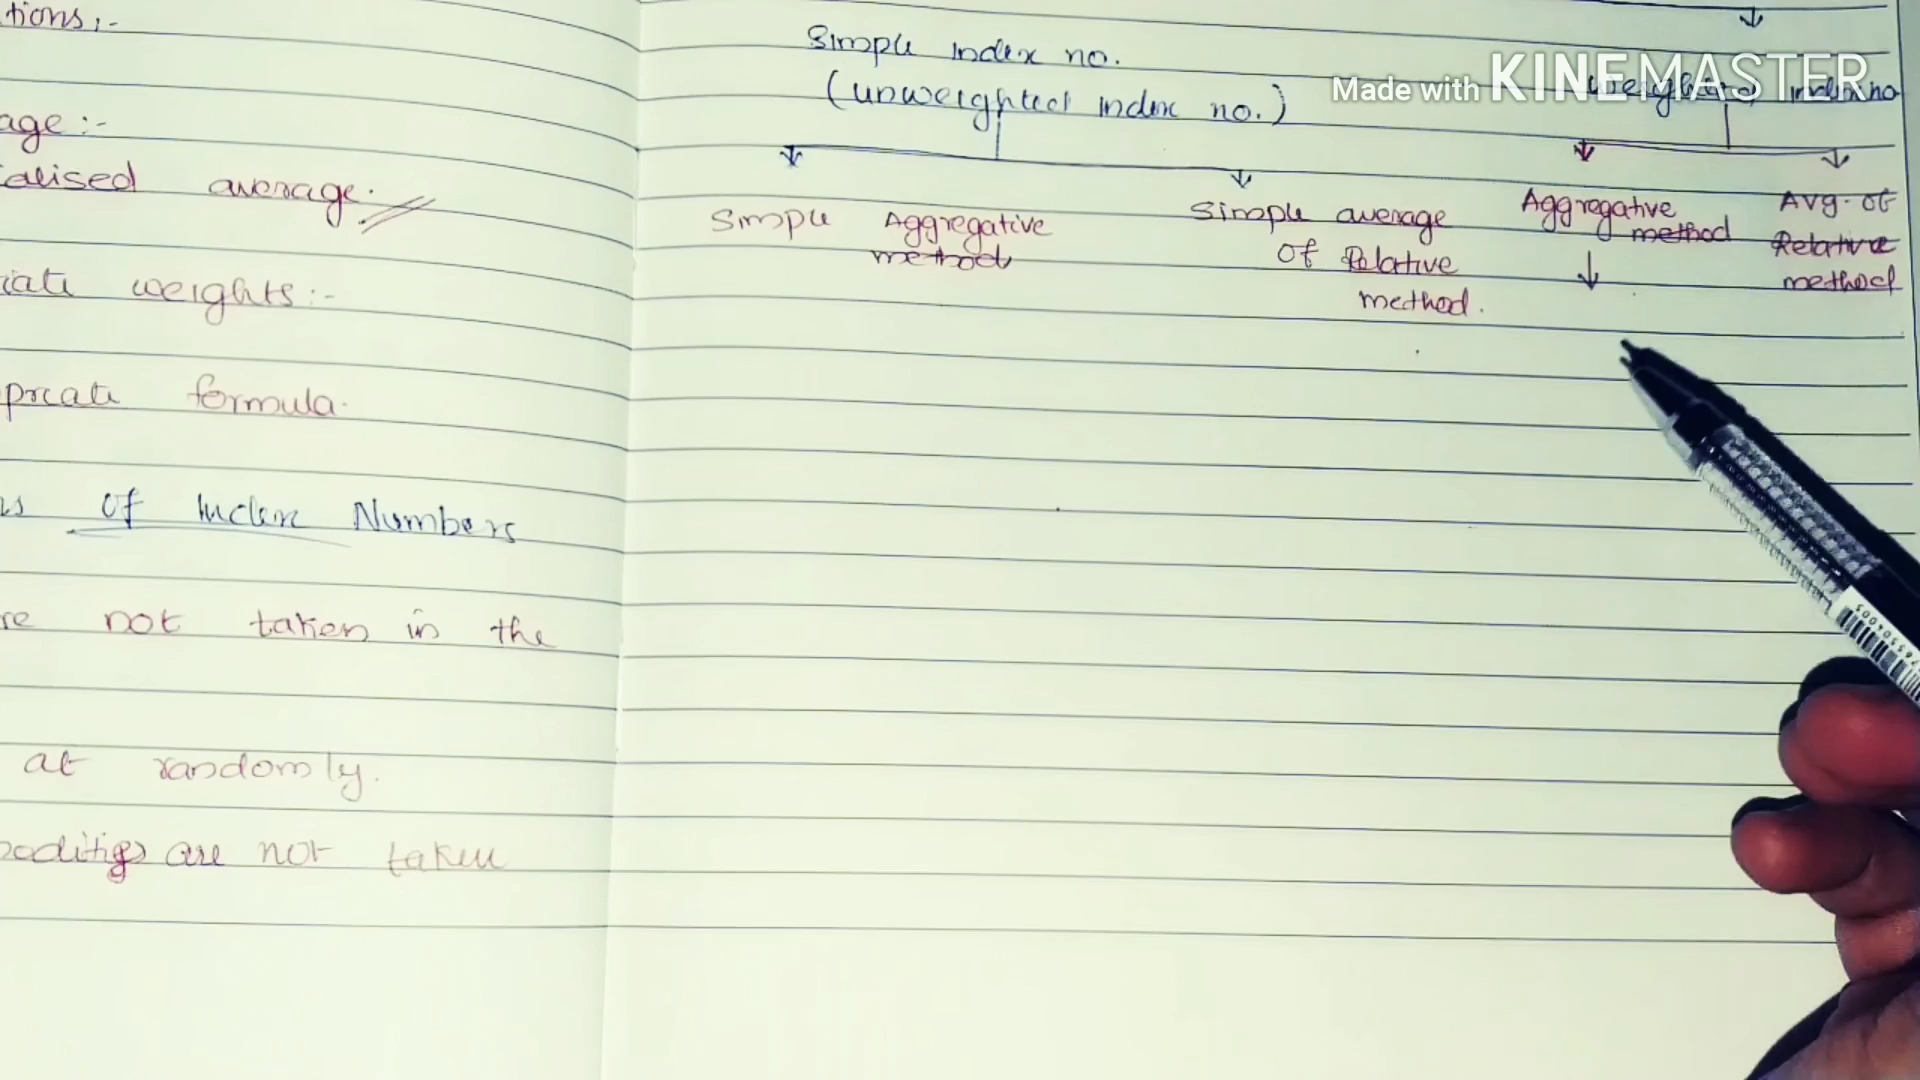 tions:-
age:-
alised average.
iate weights:-
priate formula.
of Index Numbers
re not taken in the
at randomly.
are not taken
Simple Index no.
(unweighted Index no.)
Made with KINEMASTER
index no
Simple Aggregative
method
Simple average
of Relative
method.
Aggregative
method
Avg. of
Relative
method